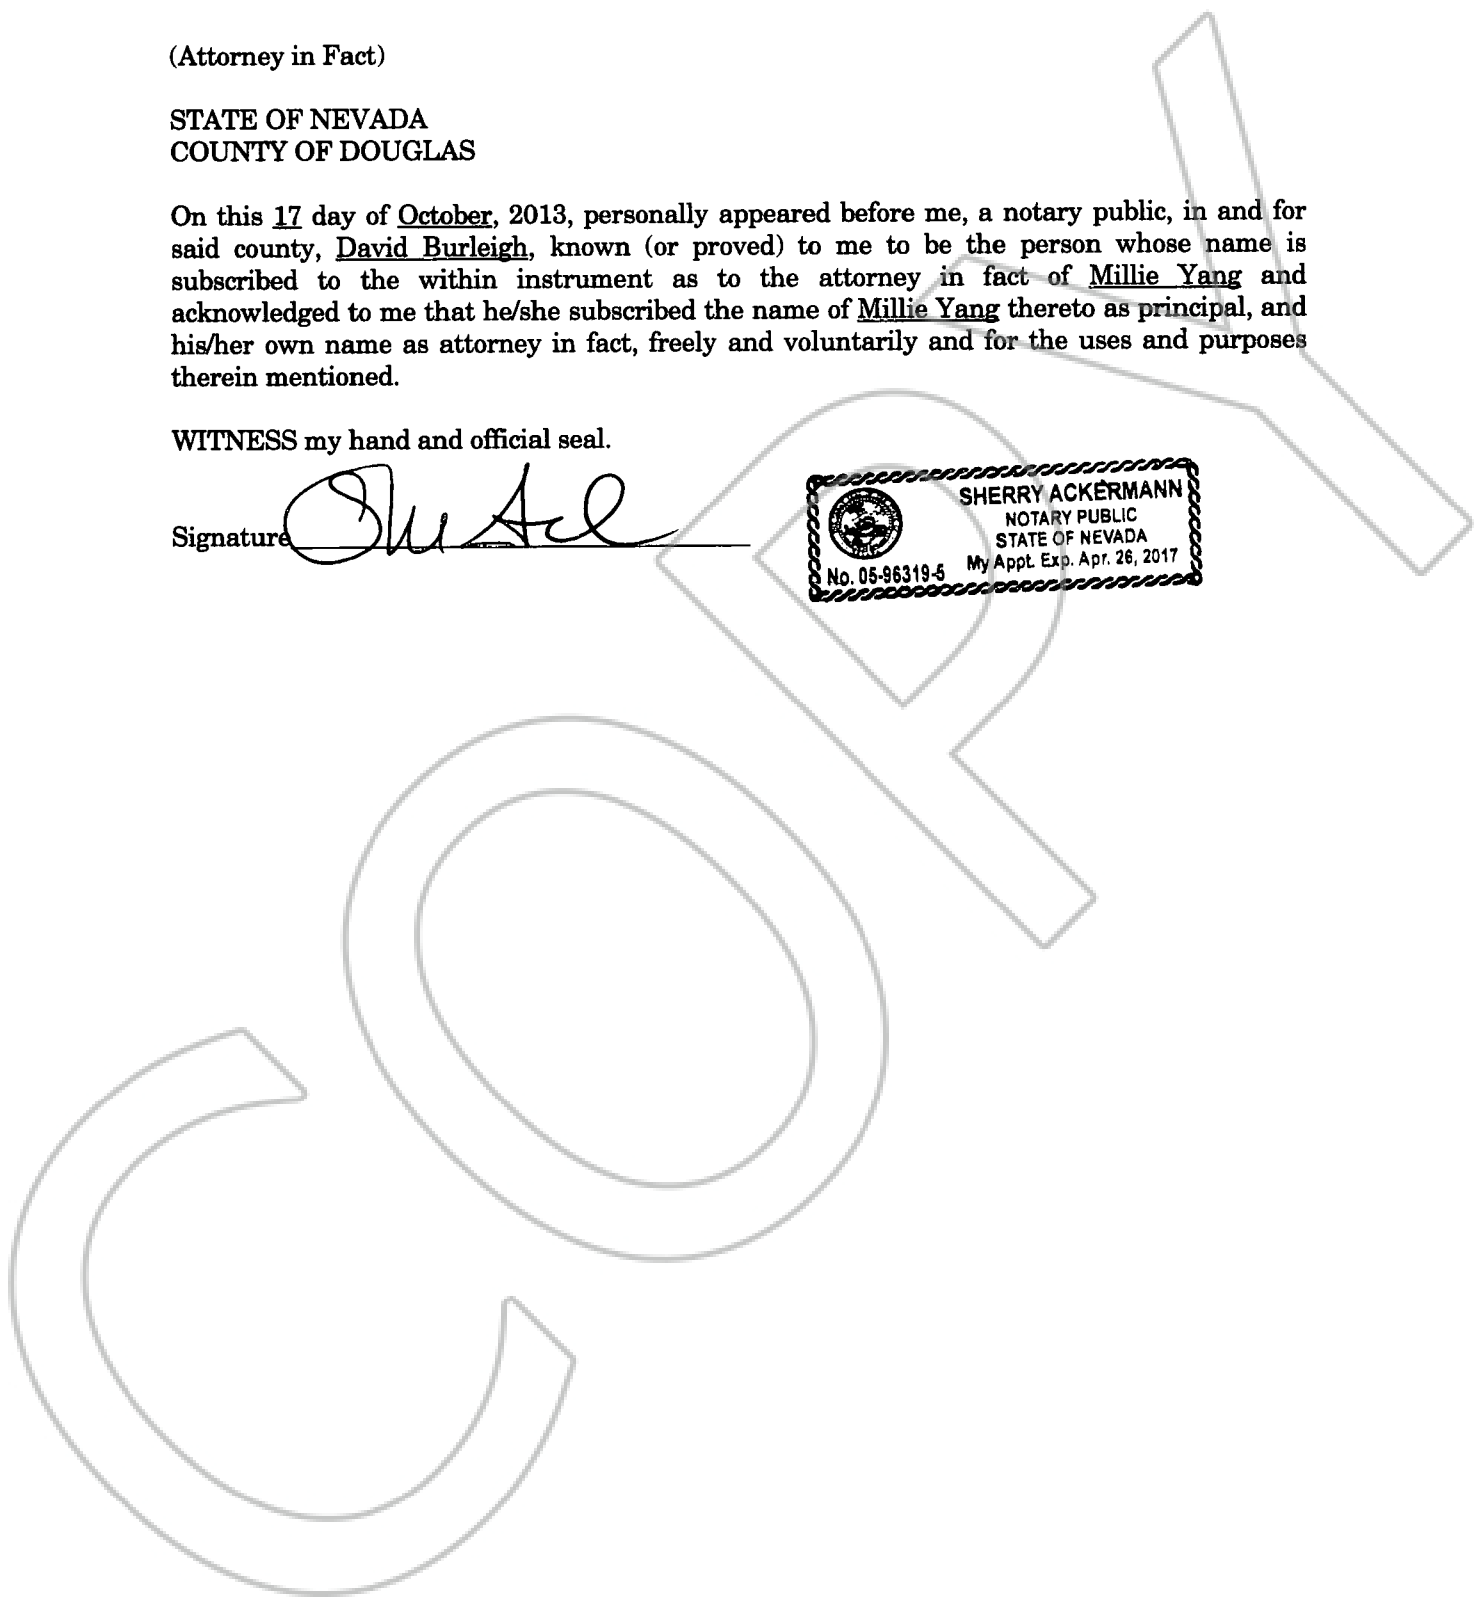 (Attorney in Fact)
STATE OF NEVADA
COUNTY OF DOUGLAS
On this 17 day of October, 2013, personally appeared before me, a notary public, in and for
said county, David Burleigh, known (or proved) to me to be the person whose name is
subscribed to the within instrument as to the attorney in fact of Millie Yang and
acknowledged to me that he/she subscribed the name of Millie Yang thereto as principal, and
his/her own name as attorney in fact, freely and voluntarily and for the uses and purposes
therein mentioned.
WITNESS my hand and official seal.
Signature
SHERRY ACKERMANN
NOTARY PUBLIC
STATE OF NEVADA
My Appt. Exp. Apr. 26, 2017
No. 05-96319-5
COPY